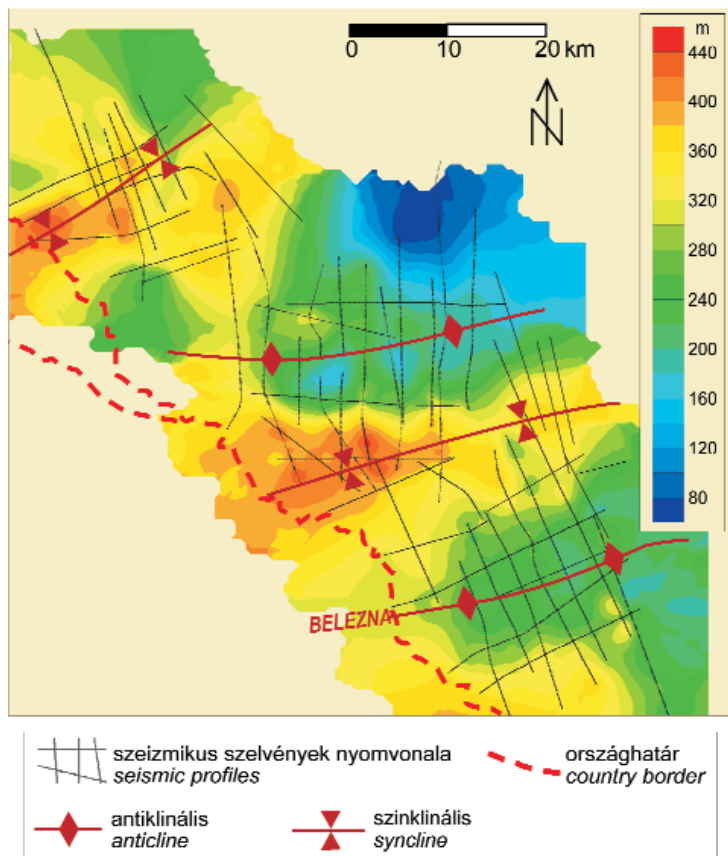 m
0 10 20 km
440
400
360
320
280
240
200
160
120
80
N
BELEZNA
szeizmikus szelvények nyomvonala
seismic profiles
országhatár
country border
antiklinális
anticline
szinklinális
syncline